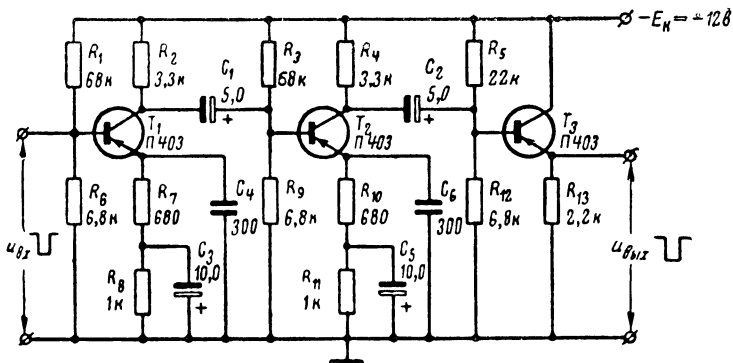 −Eк = −12В
R1
68к
R2
3,3к
C1
5,0
+
R3
68к
R4
3,3к
C2
5,0
+
R5
22к
T1
П403
T2
П403
T3
П403
R6
6,8к
R7
680
C4
300
R9
6,8к
R10
680
C6
300
R12
6,8к
R13
2,2к
uвх
uвых
R8
1к
C3
10,0
+
R11
1к
C5
10,0
+